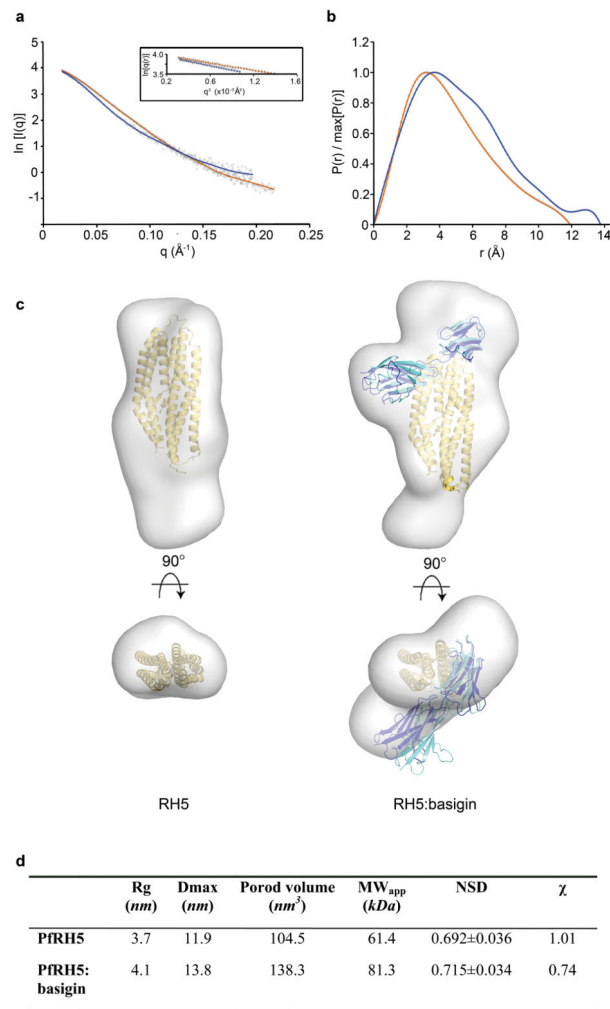 a
ln [I(q)]
5
4
3
2
1
0
-1
0
0.05
0.10
0.15
0.20
0.25
q (Å-1)
ln[q(r)]
4.0
3.5
0.2
0.6
1.2
1.6
q² (x10-3Å2)
b
P(r) / max[P(r)]
1.2
1.0
0.8
0.6
0.4
0.2
0
0 2 4 6 8 10 12 14
r (Å)
c
90° 90°
RH5 RH5:basigin
d
Rg Dmax Porod volume MWapp NSD χ
(nm) (nm) (nm3) (kDa)
PfRH5 3.7 11.9 104.5 61.4 0.692±0.036 1.01
PfRH5: 4.1 13.8 138.3 81.3 0.715±0.034 0.74
basigin